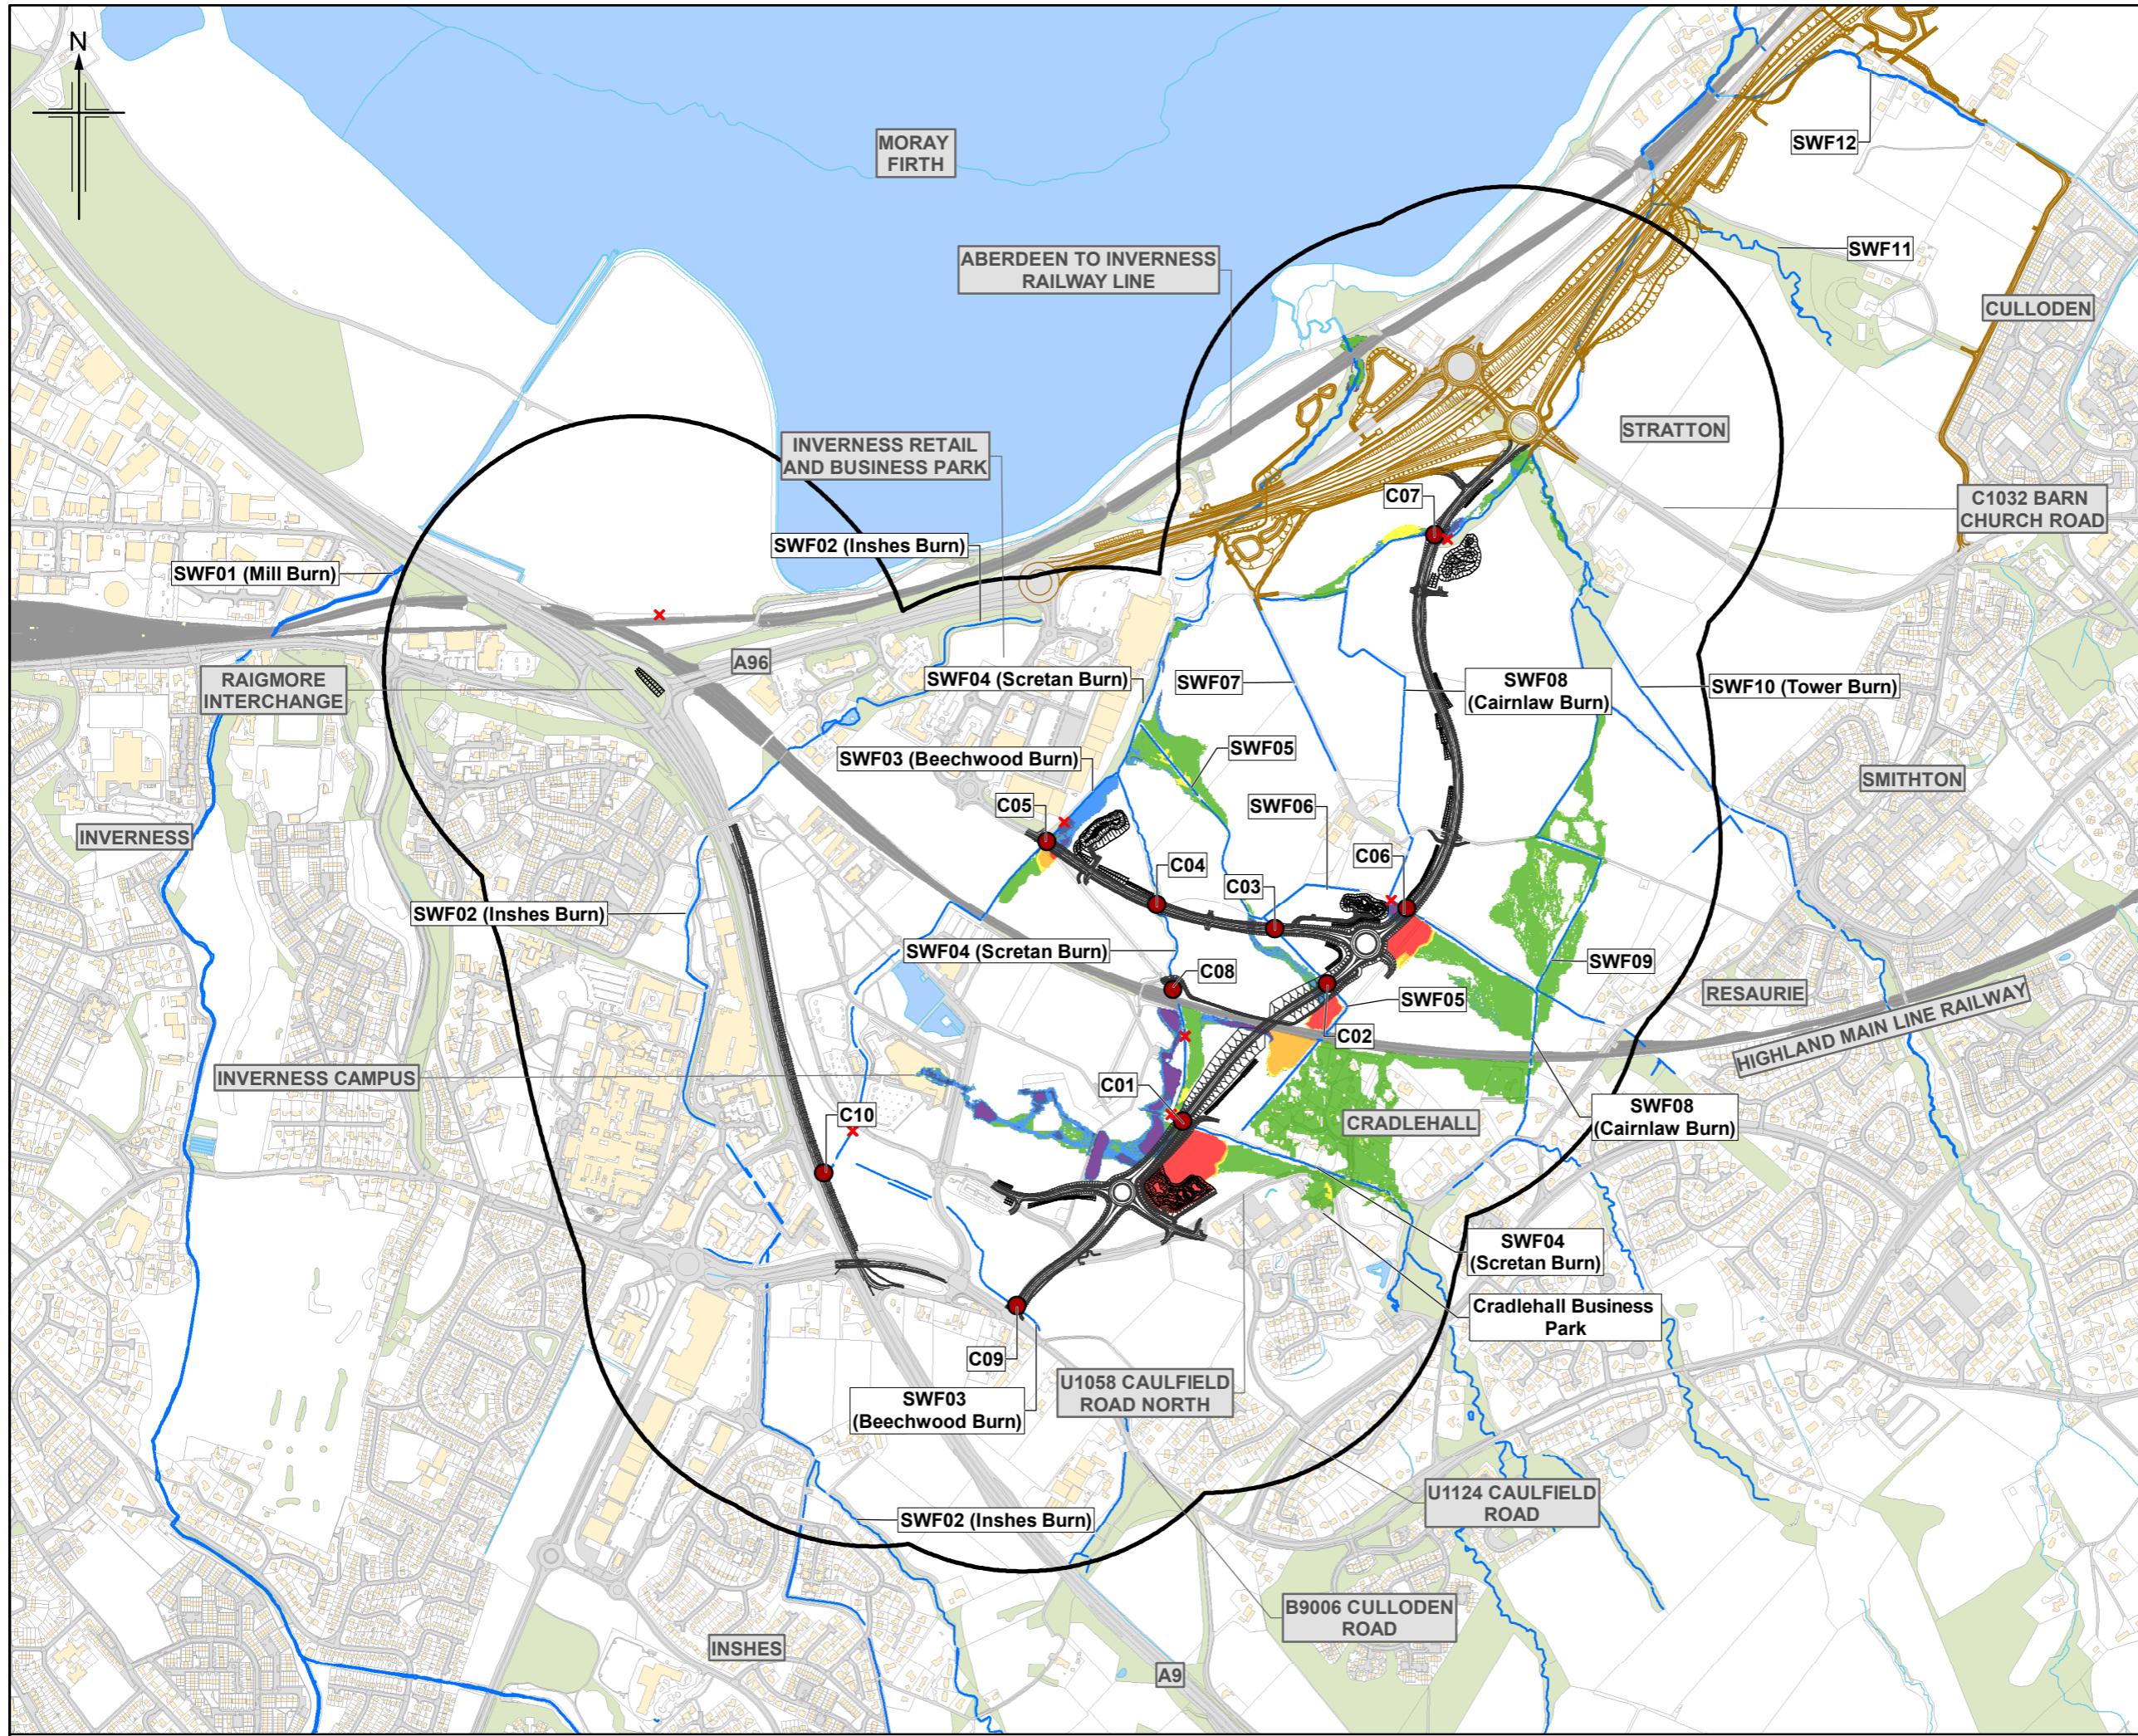 N
MORAY
FIRTH
SWF12
SWF11
ABERDEEN TO INVERNESS
RAILWAY LINE
CULLODEN
STRATTON
INVERNESS RETAIL
AND BUSINESS PARK
C07
C1032 BARN
CHURCH ROAD
SWF02 (Inshes Burn)
SWF01 (Mill Burn)
A96
RAIGMORE
INTERCHANGE
SWF04 (Scretan Burn)
SWF07
SWF08
(Cairnlaw Burn)
SWF10 (Tower Burn)
SWF03 (Beechwood Burn)
SWF05
SMITHTON
C05
SWF06
INVERNESS
C06
C04
C03
SWF02 (Inshes Burn)
SWF04 (Scretan Burn)
C08
SWF09
RESAURIE
SWF05
HIGHLAND MAIN LINE RAILWAY
C02
INVERNESS CAMPUS
C01
C10
CRADLEHALL
SWF08
(Cairnlaw Burn)
SWF04
(Scretan Burn)
Cradlehall Business
Park
C09
U1058 CAULFIELD
ROAD NORTH
SWF03
(Beechwood Burn)
U1124 CAULFIELD
ROAD
SWF02 (Inshes Burn)
B9006 CULLODEN
ROAD
INSHES
A9